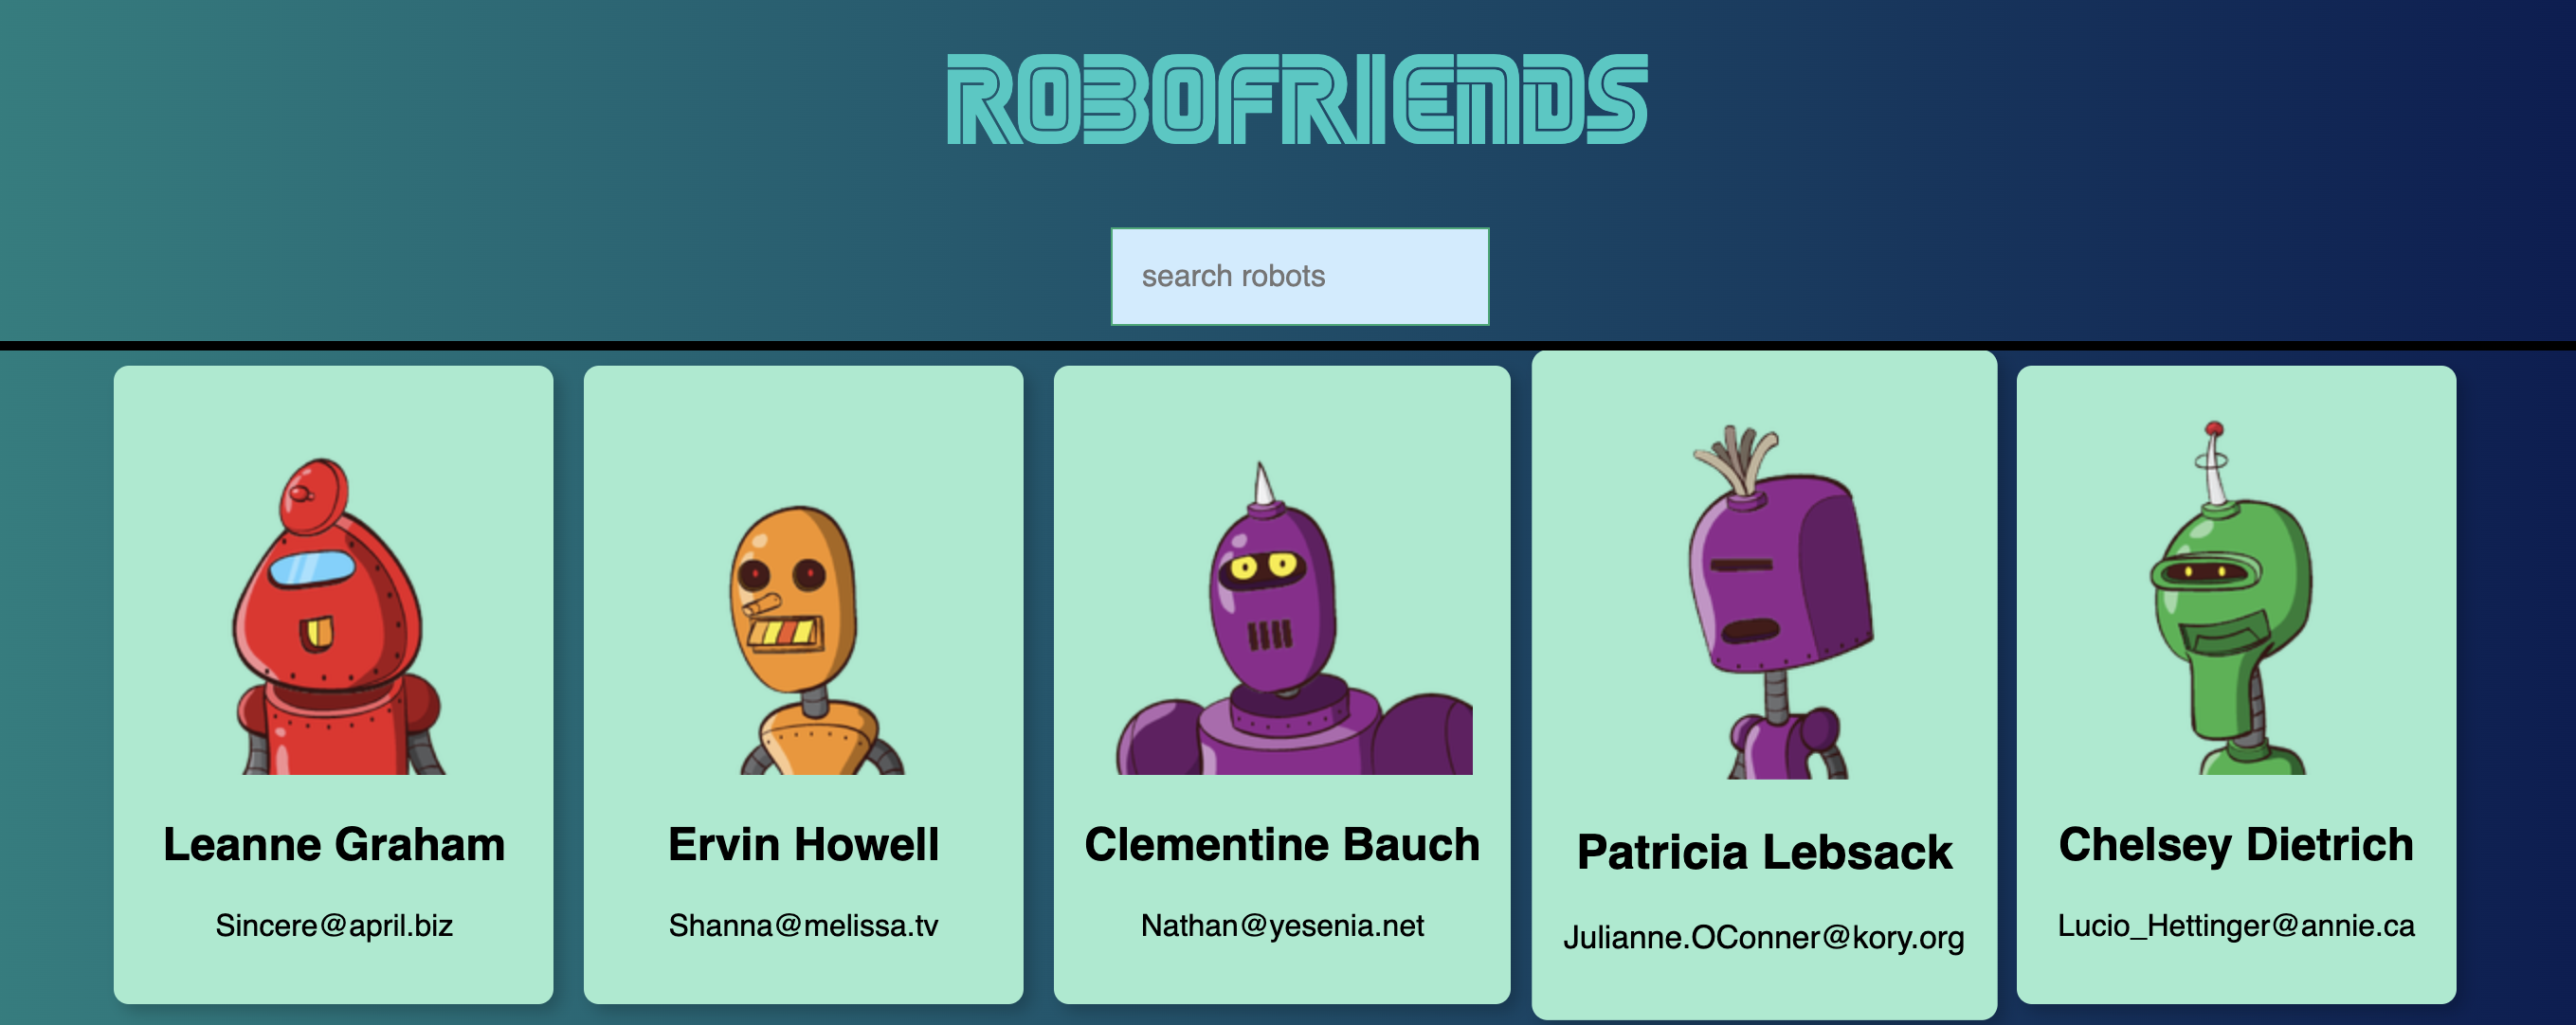 ROBOFRIENDS
search robots
Leanne Graham
Sincere@april.biz
Ervin Howell
Shanna@melissa.tv
Clementine Bauch
Nathan@yesenia.net
Patricia Lebsack
Julianne.OConner@kory.org
Chelsey Dietrich
Lucio_Hettinger@annie.ca